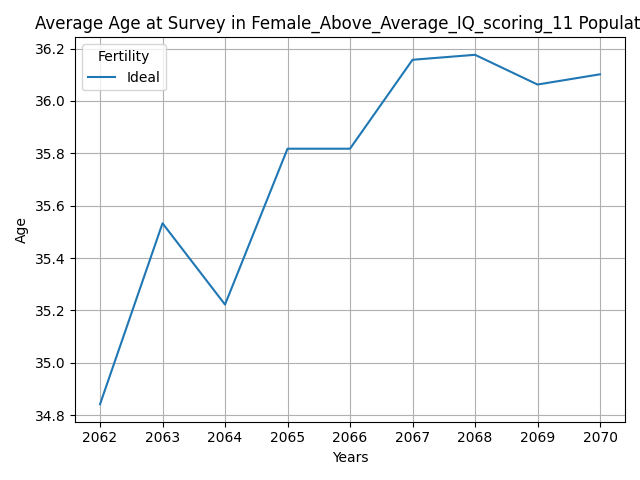 Average Age at Survey in Female_Above_Average_IQ_scoring_11 Populat
Fertility
Ideal
36.2
36.0
35.8
35.6
35.4
35.2
35.0
34.8
Age
2062 2063 2064 2065 2066 2067 2068 2069 2070
Years